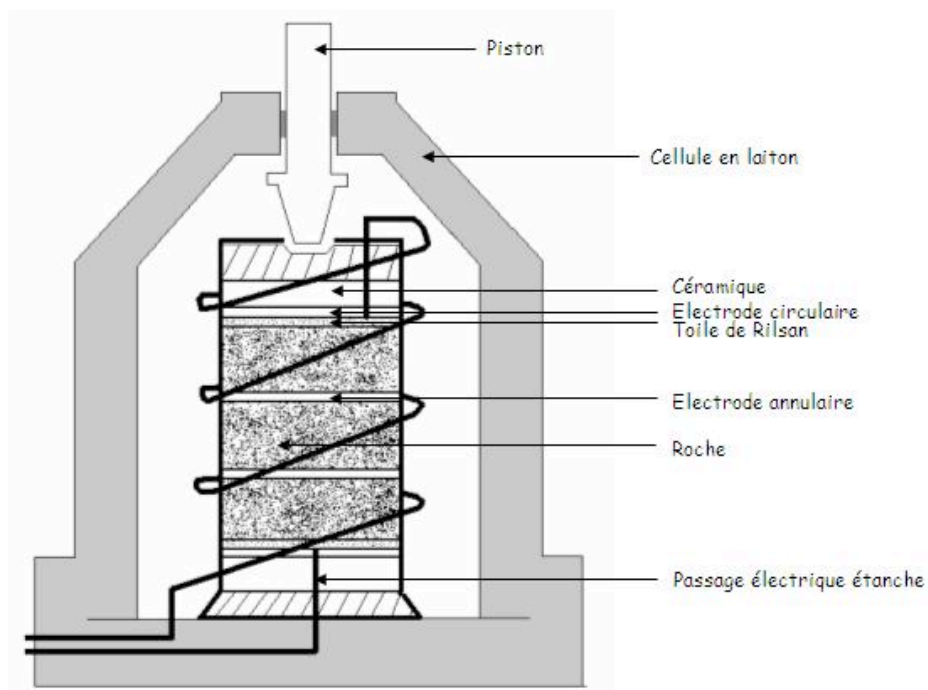 Piston
Cellule en laiton
Céramique
Electrode circulaire
Toile de Rilsan
Electrode annulaire
Roche
Passage électrique étanche